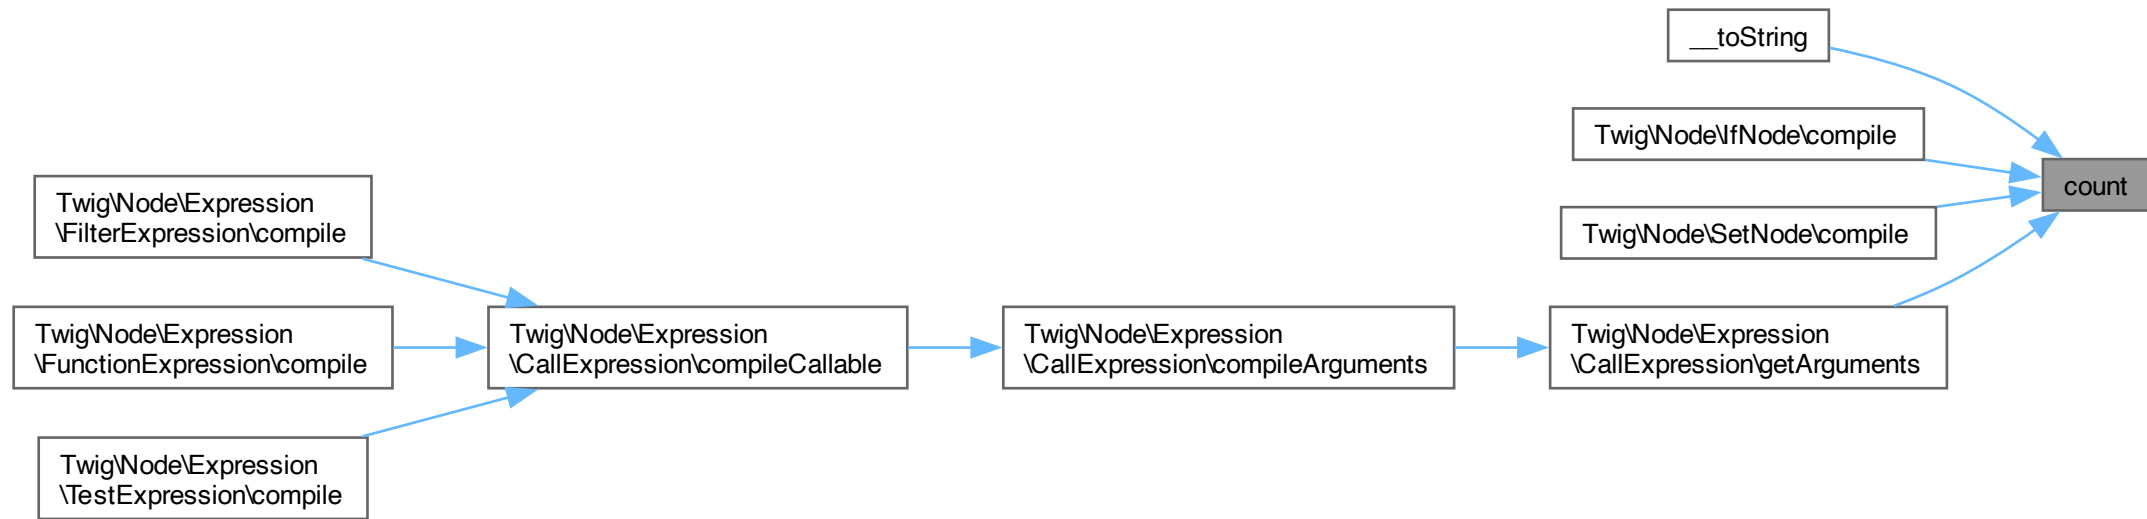 __toString
Twig\Node\IfNode\compile
count
Twig\Node\SetNode\compile
Twig\Node\Expression
\FilterExpression\compile
Twig\Node\Expression
\FunctionExpression\compile
Twig\Node\Expression
\CallExpression\compileCallable
Twig\Node\Expression
\CallExpression\compileArguments
Twig\Node\Expression
\CallExpression\getArguments
Twig\Node\Expression
\TestExpression\compile